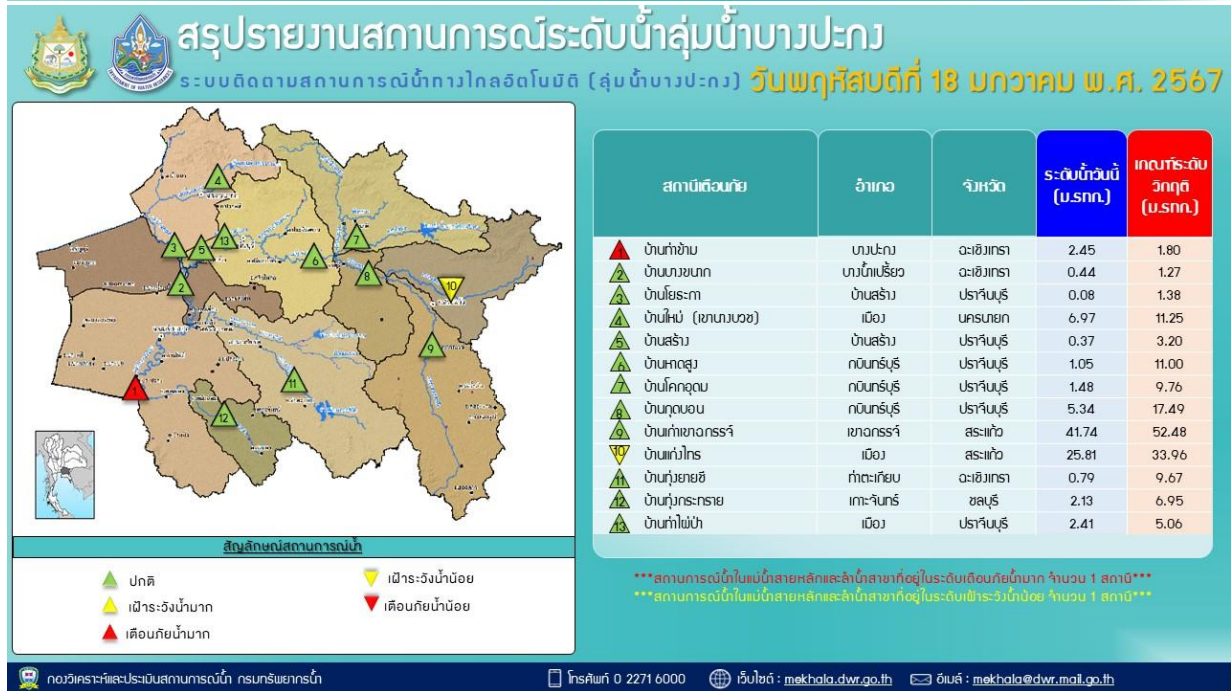 สรุปรายงานสถานการณ์ระดับน้ำลุ่มน้ำบางปะกง
ระบบติดตามสถานการณ์น้ำทางไกลอัตโนมัติ (ลุ่มน้ำบางปะกง) วันพฤหัสบดีที่ 18 มกราคม พ.ศ. 2567
สถานีเตือนภัย อำเภอ จังหวัด ระดับน้ำวันนี้ (ม.รทก.) เกณฑ์ระดับวิกฤติ (ม.รทก.)
1 บ้านท่าข้าม บางปะกง ฉะเชิงเทรา 2.45 1.80
2 บ้านบางขนาก บางน้ำเปรี้ยว ฉะเชิงเทรา 0.44 1.27
3 บ้านโยธะกา บ้านสร้าง ปราจีนบุรี 0.08 1.38
4 บ้านใหม่ (เขานางบวช) เมือง นครนายก 6.97 11.25
5 บ้านสร้าง บ้านสร้าง ปราจีนบุรี 0.37 3.20
6 บ้านหาดสูง กบินทร์บุรี ปราจีนบุรี 1.05 11.00
7 บ้านโคกอุดม กบินทร์บุรี ปราจีนบุรี 1.48 9.76
8 บ้านกุดบอน กบินทร์บุรี ปราจีนบุรี 5.34 17.49
9 บ้านเก่าเขาฉกรรจ์ เขาฉกรรจ์ สระแก้ว 41.74 52.48
10 บ้านแก่งไทร เมือง สระแก้ว 25.81 33.96
11 บ้านทุ่งยายชี ท่าตะเกียบ ฉะเชิงเทรา 0.79 9.67
12 บ้านทุ่งกระทราย เกาะจันทร์ ชลบุรี 2.13 6.95
13 บ้านท่าไผ่ป่า เมือง ปราจีนบุรี 2.41 5.06
สัญลักษณ์สถานการณ์น้ำ
ปกติ
เฝ้าระวังน้ำมาก
เตือนภัยน้ำมาก
เฝ้าระวังน้ำน้อย
เตือนภัยน้ำน้อย
***สถานการณ์น้ำในแม่น้ำสายหลักและลำน้ำสาขาที่อยู่ในระดับเตือนภัยน้ำมาก จำนวน 1 สถานี***
***สถานการณ์น้ำในแม่น้ำสายหลักและลำน้ำสาขาที่อยู่ในระดับเฝ้าระวังน้ำน้อย จำนวน 1 สถานี***
กองวิเคราะห์และประเมินสถานการณ์น้ำ กรมทรัพยากรน้ำ
โทรศัพท์ 0 2271 6000
เว็บไซต์ : mekhala.dwr.go.th
อีเมล์ : mekhala@dwr.mail.go.th